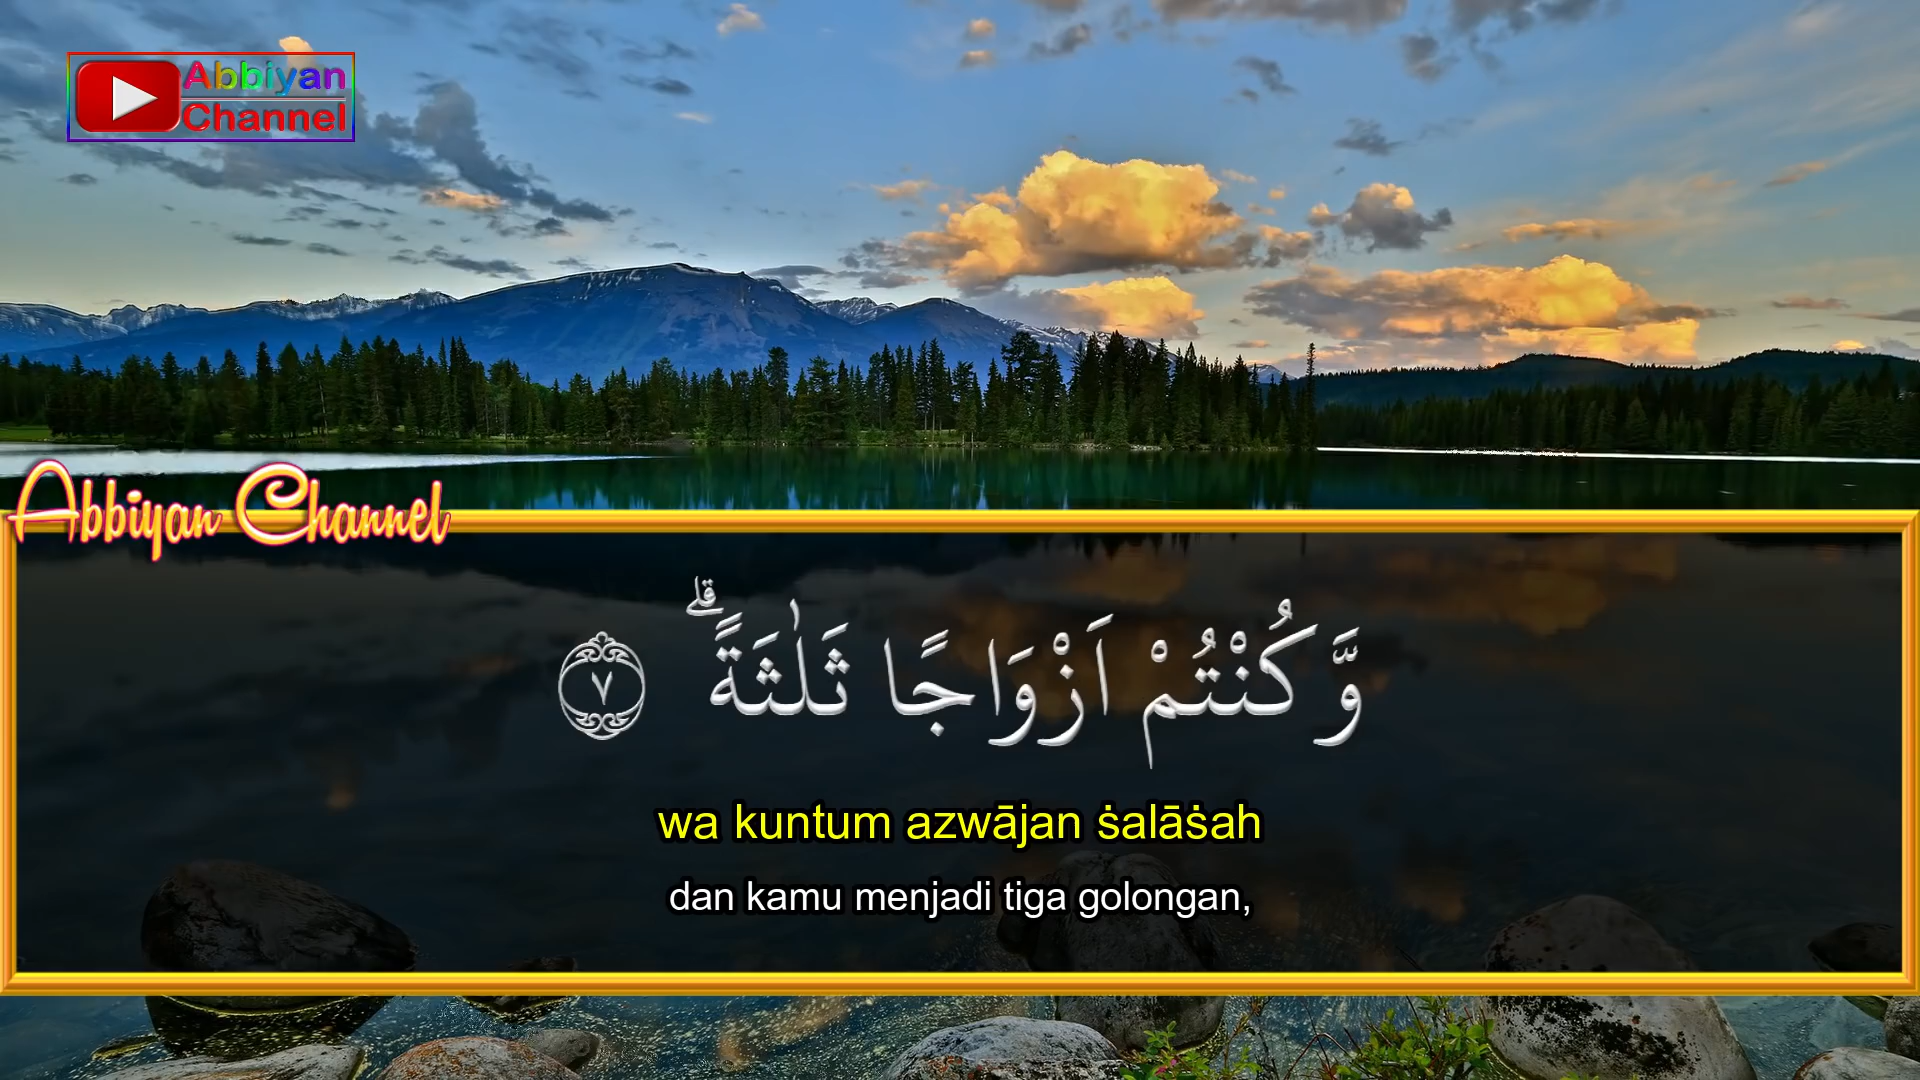 Abbiyan
Channel
Abbiyan Channel
وَّكُنْتُمْ اَزْوَاجًا ثَلٰثَةً ۗ ٧
wa kuntum azwājan ṡalāṡah
dan kamu menjadi tiga golongan,